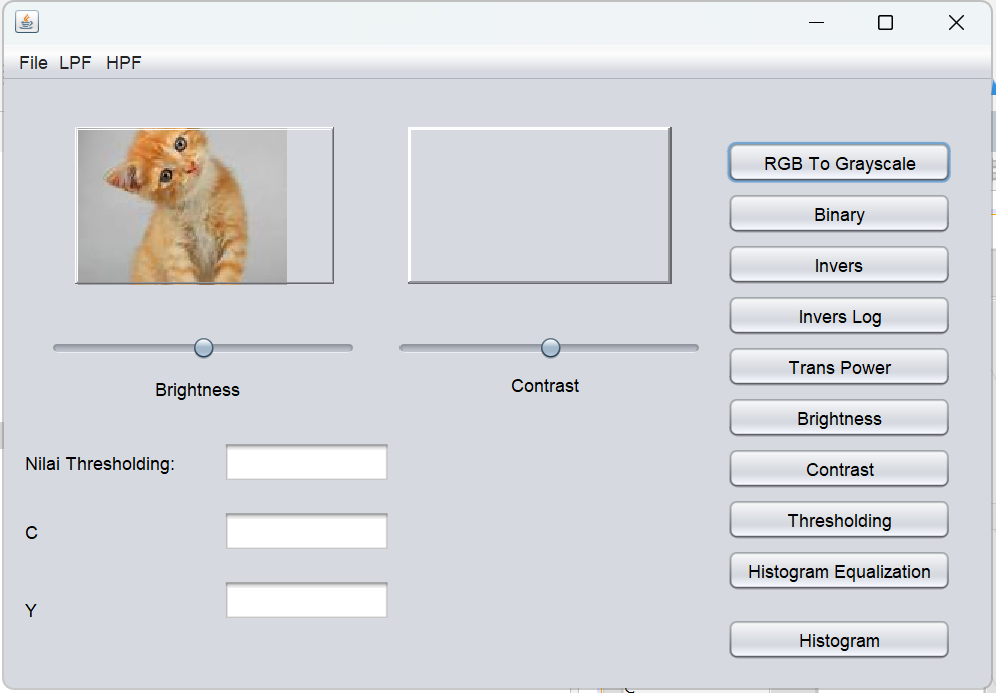 File LPF HPF
RGB To Grayscale
Binary
Invers
Invers Log
Trans Power
Brightness
Contrast
Thresholding
Histogram Equalization
Histogram
Brightness
Contrast
Nilai Thresholding:
C
Y